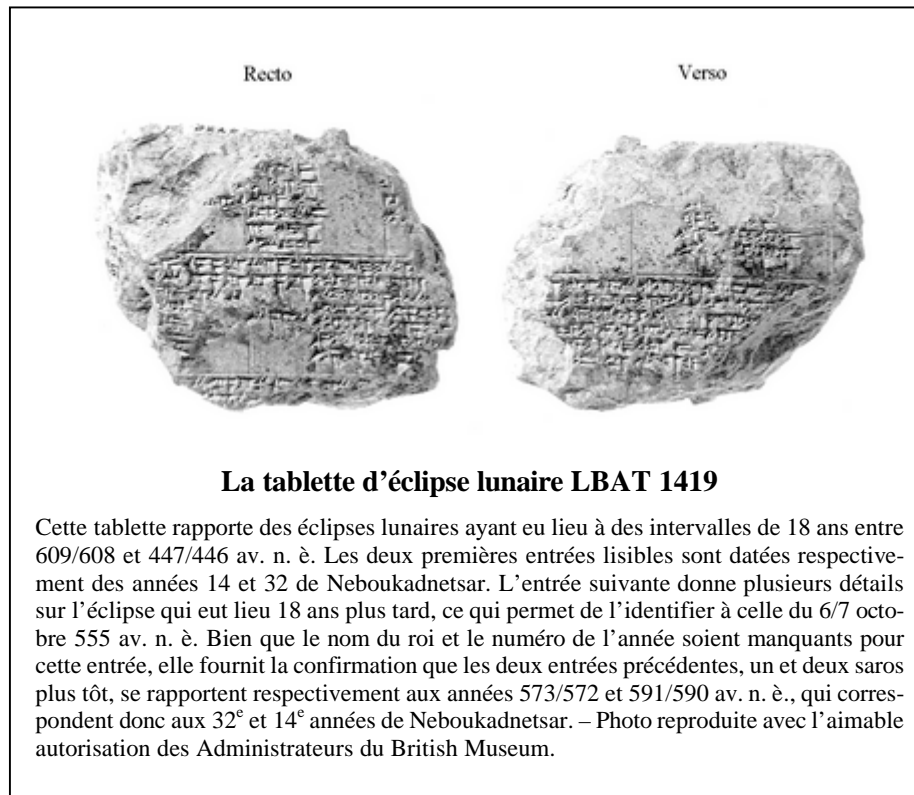 Recto
Verso
La tablette d’éclipse lunaire LBAT 1419
Cette tablette rapporte des éclipses lunaires ayant eu lieu à des intervalles de 18 ans entre
609/608 et 447/446 av. n. è. Les deux premières entrées lisibles sont datées respective-
ment des années 14 et 32 de Neboukadnetsar. L’entrée suivante donne plusieurs détails
sur l’éclipse qui eut lieu 18 ans plus tard, ce qui permet de l’identifier à celle du 6/7 octo-
bre 555 av. n. è. Bien que le nom du roi et le numéro de l’année soient manquants pour
cette entrée, elle fournit la confirmation que les deux entrées précédentes, un et deux saros
plus tôt, se rapportent respectivement aux années 573/572 et 591/590 av. n. è., qui corres-
pondent donc aux 32e et 14e années de Neboukadnetsar. – Photo reproduite avec l’aimable
autorisation des Administrateurs du British Museum.